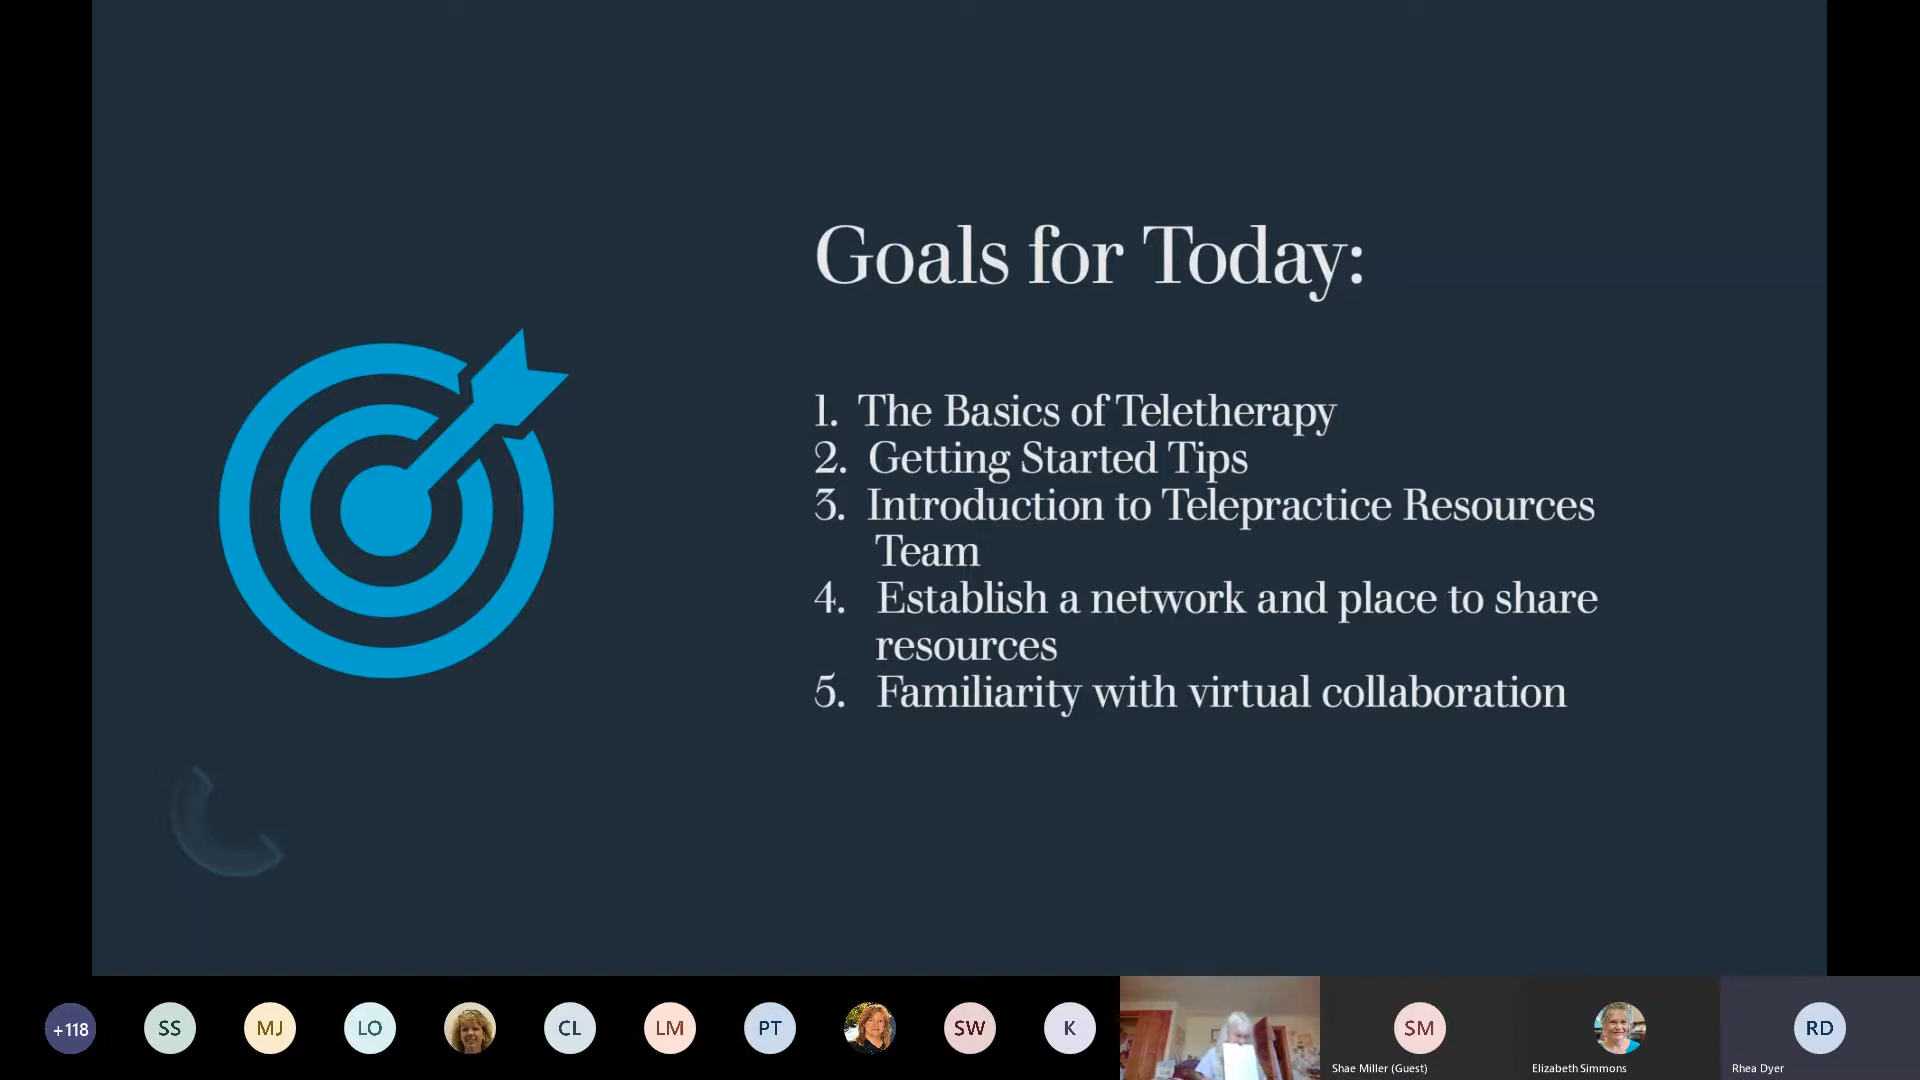 Goals for Today:
1. The Basics of Teletherapy
2. Getting Started Tips
3. Introduction to Telepractice Resources
Team
4. Establish a network and place to share
resources
5. Familiarity with virtual collaboration
+118
SS
MJ
LO
CL
LM
PT
SW
K
SM
RD
Shae Miller (Guest)
Elizabeth Simmons
Rhea Dyer